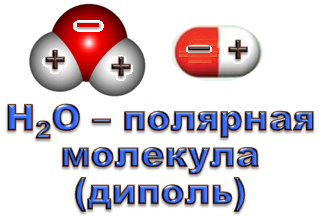 − + +
− +
H₂O – полярная
молекула
(диполь)